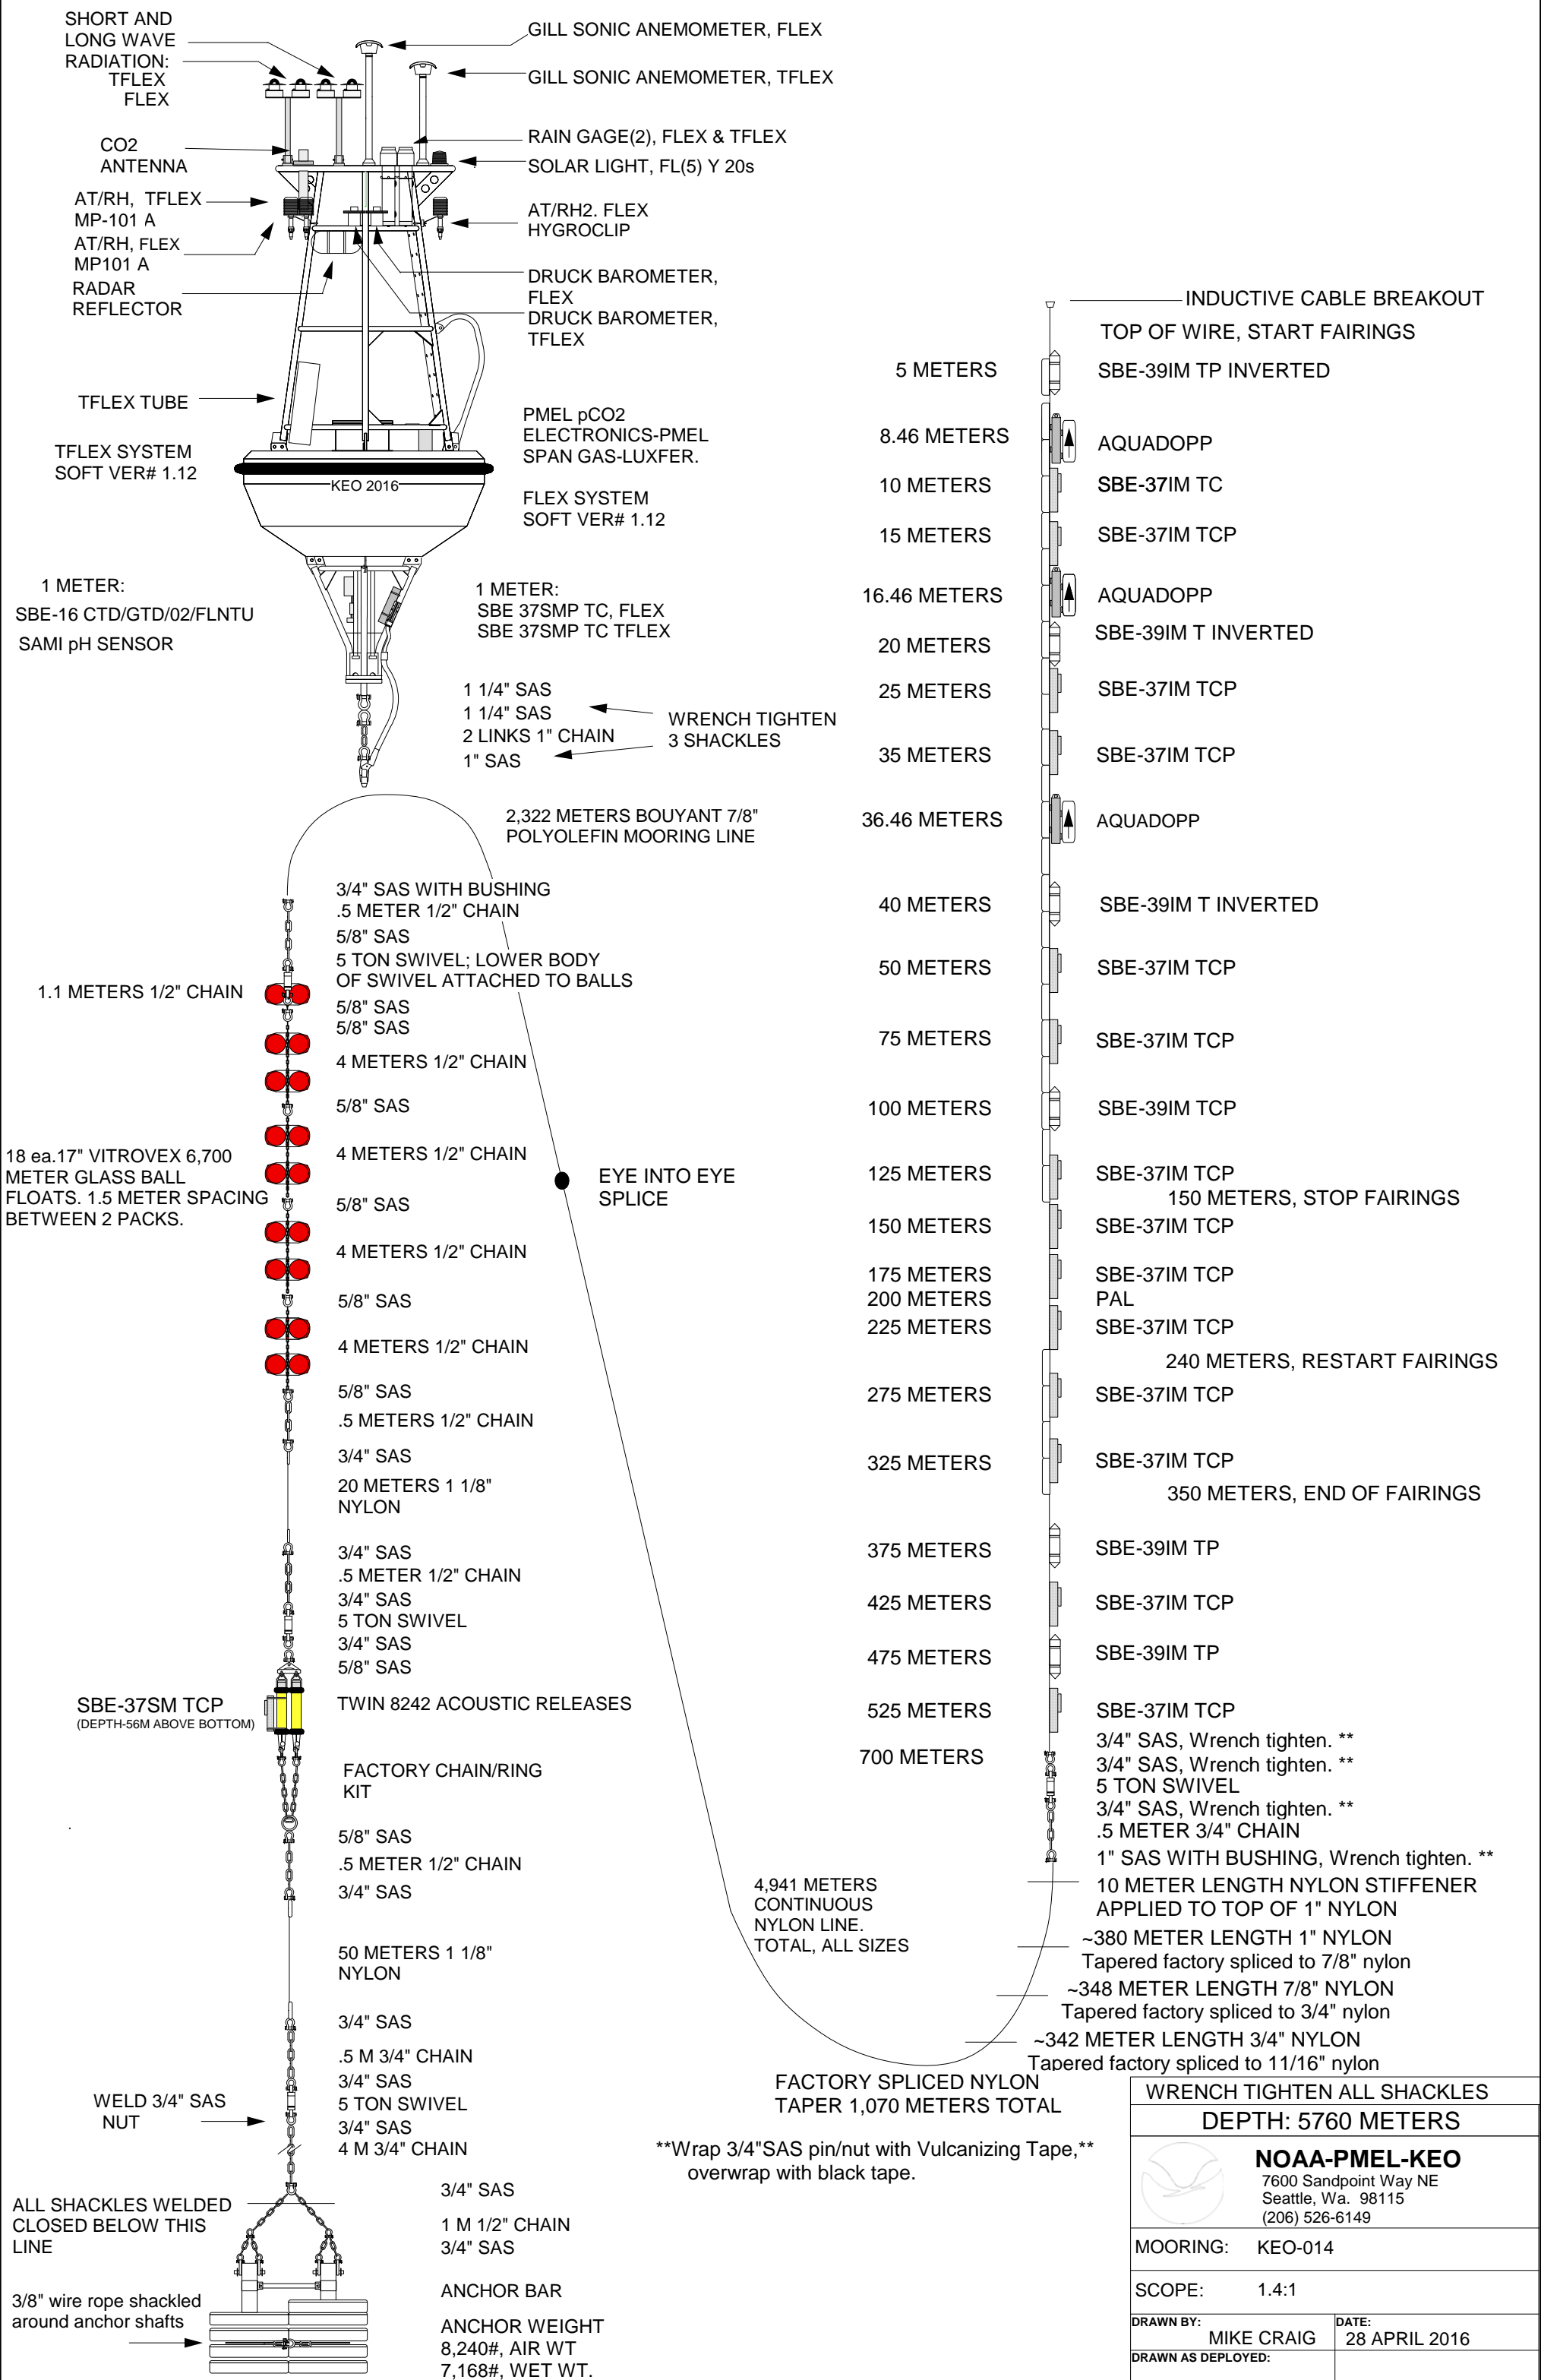 SHORT AND
LONG WAVE
RADIATION:
TFLEX
FLEX
GILL SONIC ANEMOMETER, FLEX
GILL SONIC ANEMOMETER, TFLEX
CO2
ANTENNA
RAIN GAGE(2), FLEX & TFLEX
SOLAR LIGHT, FL(5) Y 20s
AT/RH, TFLEX
MP-101 A
AT/RH, FLEX
MP101 A
RADAR
REFLECTOR
AT/RH2. FLEX
HYGROCLIP
DRUCK BAROMETER,
FLEX
DRUCK BAROMETER,
TFLEX
TFLEX TUBE
TFLEX SYSTEM
SOFT VER# 1.12
PMEL pCO2
ELECTRONICS-PMEL
SPAN GAS-LUXFER.
KEO 2016
FLEX SYSTEM
SOFT VER# 1.12
1 METER:
SBE-16 CTD/GTD/02/FLNTU
SAMI pH SENSOR
1 METER:
SBE 37SMP TC, FLEX
SBE 37SMP TC TFLEX
1 1/4" SAS
1 1/4" SAS
2 LINKS 1" CHAIN
1" SAS
WRENCH TIGHTEN
3 SHACKLES
2,322 METERS BOUYANT 7/8"
POLYOLEFIN MOORING LINE
3/4" SAS WITH BUSHING
.5 METER 1/2" CHAIN
5/8" SAS
5 TON SWIVEL; LOWER BODY
OF SWIVEL ATTACHED TO BALLS
1.1 METERS 1/2" CHAIN
5/8" SAS
5/8" SAS
4 METERS 1/2" CHAIN
5/8" SAS
4 METERS 1/2" CHAIN
18 ea.17" VITROVEX 6,700
METER GLASS BALL
FLOATS. 1.5 METER SPACING
BETWEEN 2 PACKS.
5/8" SAS
4 METERS 1/2" CHAIN
5/8" SAS
4 METERS 1/2" CHAIN
5/8" SAS
.5 METERS 1/2" CHAIN
3/4" SAS
20 METERS 1 1/8"
NYLON
3/4" SAS
.5 METER 1/2" CHAIN
3/4" SAS
5 TON SWIVEL
3/4" SAS
5/8" SAS
SBE-37SM TCP
(DEPTH-56M ABOVE BOTTOM)
TWIN 8242 ACOUSTIC RELEASES
FACTORY CHAIN/RING
KIT
5/8" SAS
.5 METER 1/2" CHAIN
3/4" SAS
50 METERS 1 1/8"
NYLON
3/4" SAS
.5 M 3/4" CHAIN
3/4" SAS
5 TON SWIVEL
3/4" SAS
4 M 3/4" CHAIN
WELD 3/4" SAS
NUT
ALL SHACKLES WELDED
CLOSED BELOW THIS
LINE
3/4" SAS
1 M 1/2" CHAIN
3/4" SAS
ANCHOR BAR
3/8" wire rope shackled
around anchor shafts
ANCHOR WEIGHT
8,240#, AIR WT
7,168#, WET WT.
EYE INTO EYE
SPLICE
INDUCTIVE CABLE BREAKOUT
TOP OF WIRE, START FAIRINGS
5 METERS SBE-39IM TP INVERTED
8.46 METERS AQUADOPP
10 METERS SBE-37IM TC
15 METERS SBE-37IM TCP
16.46 METERS AQUADOPP
20 METERS SBE-39IM T INVERTED
25 METERS SBE-37IM TCP
35 METERS SBE-37IM TCP
36.46 METERS AQUADOPP
40 METERS SBE-39IM T INVERTED
50 METERS SBE-37IM TCP
75 METERS SBE-37IM TCP
100 METERS SBE-39IM TCP
125 METERS SBE-37IM TCP
150 METERS, STOP FAIRINGS
150 METERS SBE-37IM TCP
175 METERS SBE-37IM TCP
200 METERS PAL
225 METERS SBE-37IM TCP
240 METERS, RESTART FAIRINGS
275 METERS SBE-37IM TCP
325 METERS SBE-37IM TCP
350 METERS, END OF FAIRINGS
375 METERS SBE-39IM TP
425 METERS SBE-37IM TCP
475 METERS SBE-39IM TP
525 METERS SBE-37IM TCP
3/4" SAS, Wrench tighten. **
700 METERS 3/4" SAS, Wrench tighten. **
5 TON SWIVEL
3/4" SAS, Wrench tighten. **
.5 METER 3/4" CHAIN
1" SAS WITH BUSHING, Wrench tighten. **
10 METER LENGTH NYLON STIFFENER
APPLIED TO TOP OF 1" NYLON
4,941 METERS
CONTINUOUS
NYLON LINE.
TOTAL, ALL SIZES
~380 METER LENGTH 1" NYLON
Tapered factory spliced to 7/8" nylon
~348 METER LENGTH 7/8" NYLON
Tapered factory spliced to 3/4" nylon
~342 METER LENGTH 3/4" NYLON
Tapered factory spliced to 11/16" nylon
FACTORY SPLICED NYLON
TAPER 1,070 METERS TOTAL
**Wrap 3/4"SAS pin/nut with Vulcanizing Tape,**
overwrap with black tape.
WRENCH TIGHTEN ALL SHACKLES
DEPTH: 5760 METERS
NOAA-PMEL-KEO
7600 Sandpoint Way NE
Seattle, Wa. 98115
(206) 526-6149
MOORING: KEO-014
SCOPE: 1.4:1
DRAWN BY: MIKE CRAIG
DATE: 28 APRIL 2016
DRAWN AS DEPLOYED: